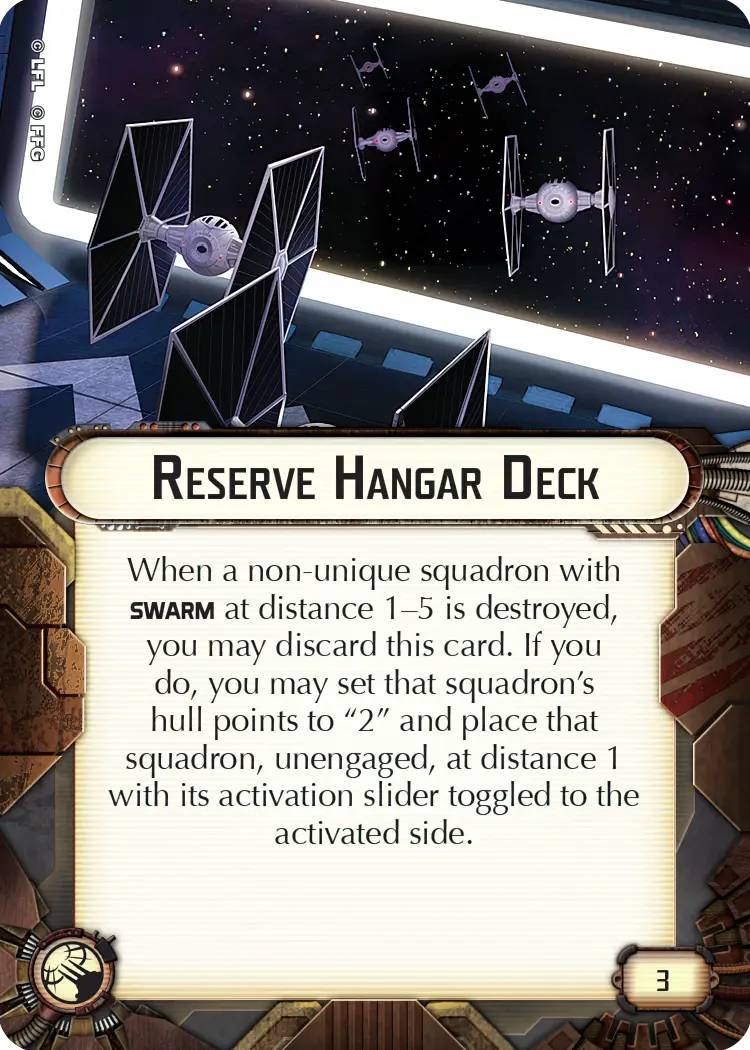 © LFL © FFG
Reserve Hangar Deck
When a non-unique squadron with
SWARM at distance 1–5 is destroyed,
you may discard this card. If you
do, you may set that squadron’s
hull points to “2” and place that
squadron, unengaged, at distance 1
with its activation slider toggled to the
activated side.
3